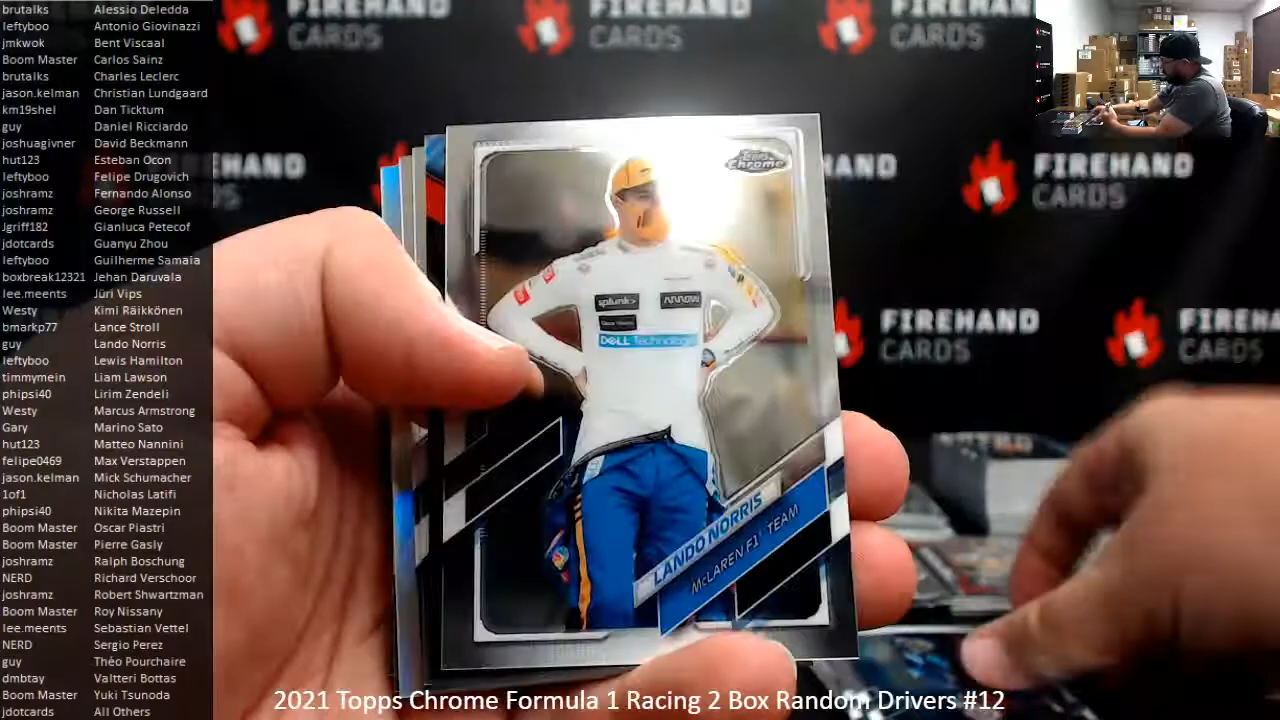 brutalks Alessio Deledda
leftyboo Antonio Giovinazzi
jmkwok Bent Viscaal
Boom Master Carlos Sainz
brutalks Charles Leclerc
jason.kelman Christian Lundgaard
km19shel Dan Ticktum
guy Daniel Ricciardo
joshuagivner David Beckmann
hut123 Esteban Ocon
leftyboo Felipe Drugovich
joshramz Fernando Alonso
joshramz George Russell
Jgriff182 Gianluca Petecof
jdotcards Guanyu Zhou
leftyboo Guilherme Samaia
boxbreak12321 Jehan Daruvala
lee.meents Jüri Vips
Westy Kimi Räikkönen
bmarkp77 Lance Stroll
guy Lando Norris
leftyboo Lewis Hamilton
timmymein Liam Lawson
phipsi40 Lirim Zendeli
Westy Marcus Armstrong
Gary Marino Sato
hut123 Matteo Nannini
felipe0469 Max Verstappen
jason.kelman Mick Schumacher
1of1 Nicholas Latifi
phipsi40 Nikita Mazepin
Boom Master Oscar Piastri
Boom Master Pierre Gasly
joshramz Ralph Boschung
NERD Richard Verschoor
joshramz Robert Shwartzman
Boom Master Roy Nissany
lee.meents Sebastian Vettel
NERD Sergio Perez
guy Théo Pourchaire
dmbtay Valtteri Bottas
Boom Master Yuki Tsunoda
jdotcards All Others
FIREHAND
CARDS
FIREHAND
CARDS
FIREHAND
CARDS
FIREHAND
CARDS
FIREHAND
CARDS
FIREHAND
CARDS
Topps
Chrome
splunk>
ARROW
DELL Technologies
LANDO NORRIS
McLAREN F1 TEAM
2021 Topps Chrome Formula 1 Racing 2 Box Random Drivers #12